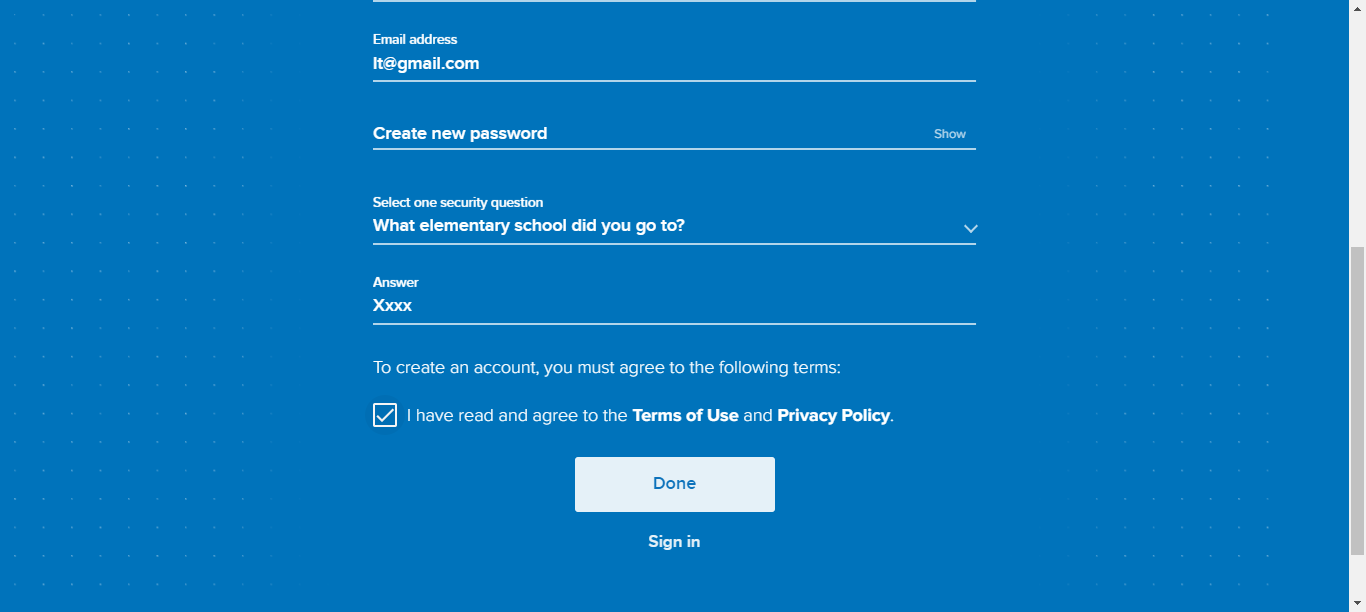 Email address
lt@gmail.com
Create new password
Show
Select one security question
What elementary school did you go to?
Answer
Xxxx
To create an account, you must agree to the following terms:
I have read and agree to the Terms of Use and Privacy Policy.
Done
Sign in